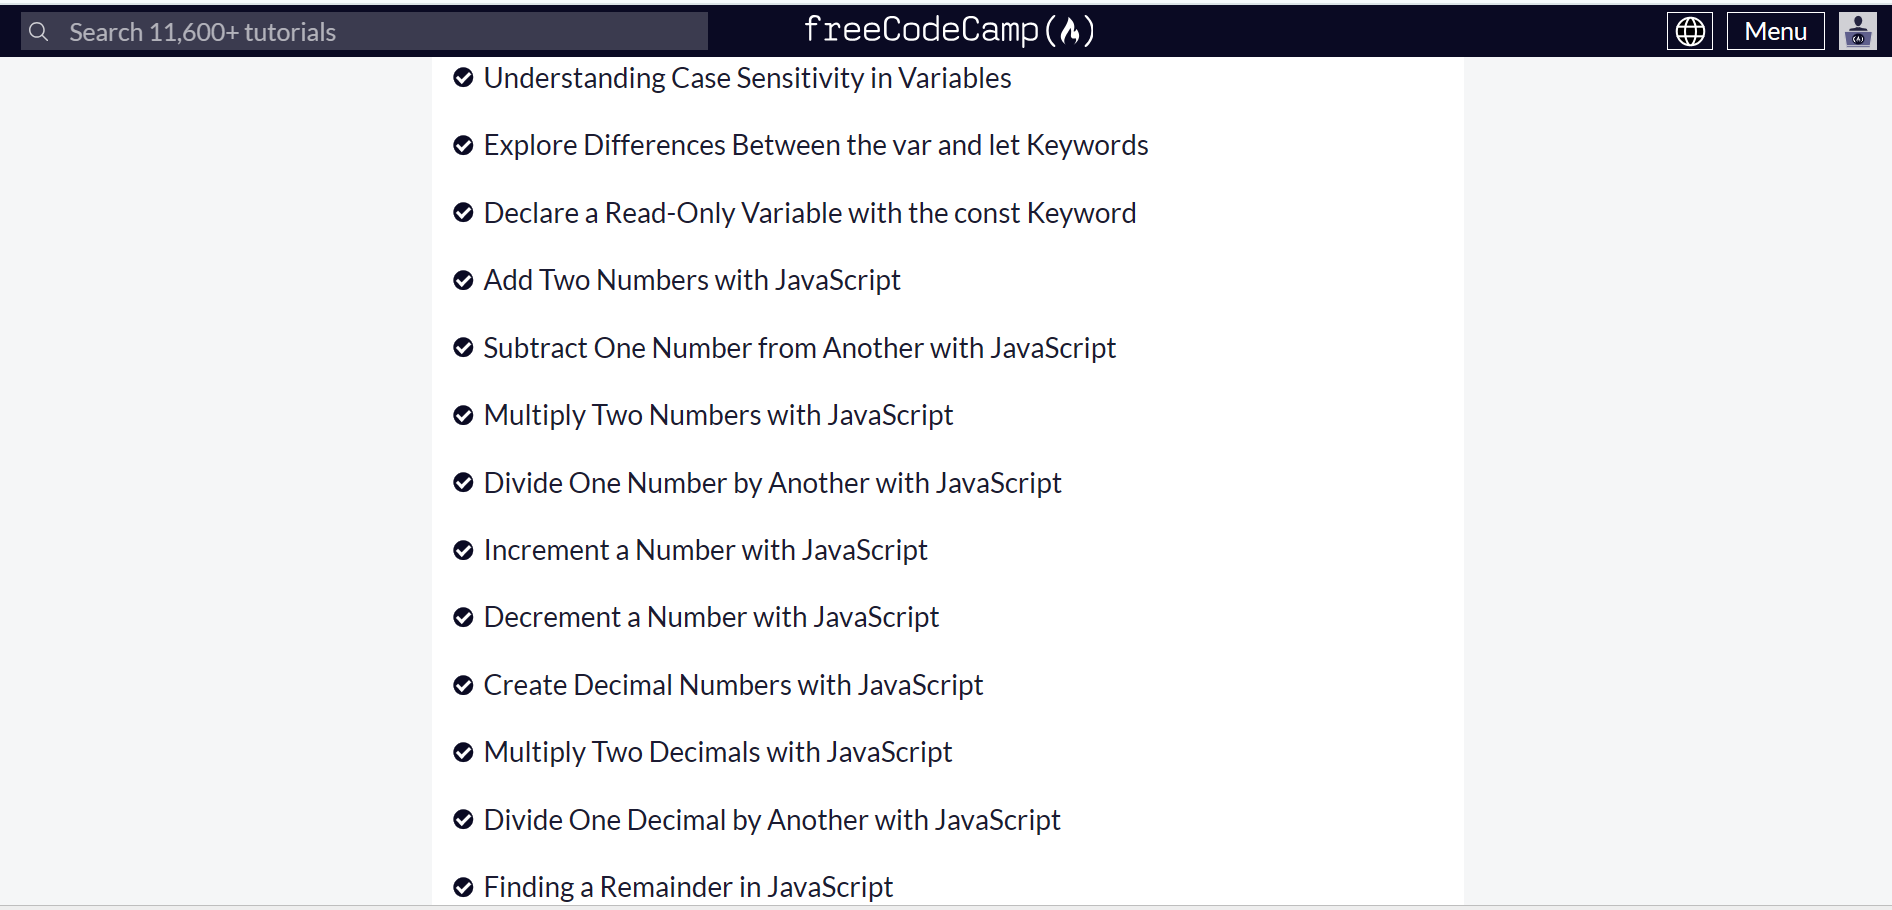 Search 11,600+ tutorials
freeCodeCamp
Menu
Understanding Case Sensitivity in Variables
Explore Differences Between the var and let Keywords
Declare a Read-Only Variable with the const Keyword
Add Two Numbers with JavaScript
Subtract One Number from Another with JavaScript
Multiply Two Numbers with JavaScript
Divide One Number by Another with JavaScript
Increment a Number with JavaScript
Decrement a Number with JavaScript
Create Decimal Numbers with JavaScript
Multiply Two Decimals with JavaScript
Divide One Decimal by Another with JavaScript
Finding a Remainder in JavaScript